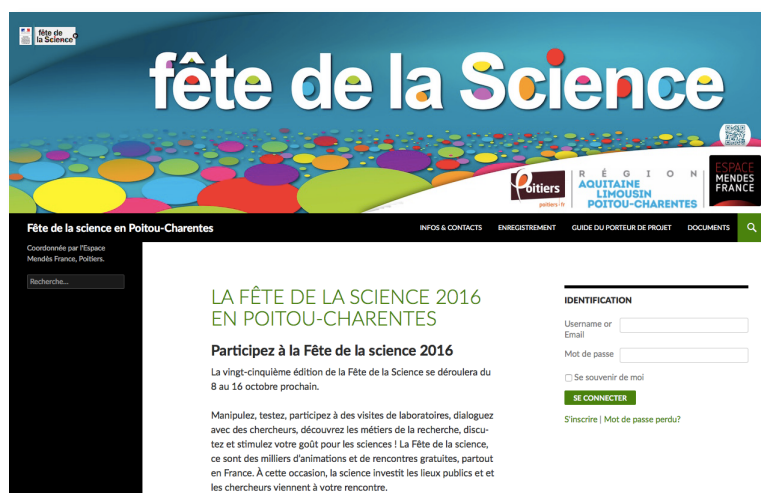 fête de
la Science
fête de la Science
Poitiers
poitiers.fr
RÉGION
AQUITAINE
LIMOUSIN
POITOU-CHARENTES
ESPACE
MENDES
FRANCE
Fête de la science en Poitou-Charentes
INFOS & CONTACTS ENREGISTREMENT GUIDE DU PORTEUR DE PROJET DOCUMENTS
Coordonnée par l'Espace
Mendès France, Poitiers.
Recherche...
LA FÊTE DE LA SCIENCE 2016
EN POITOU-CHARENTES
Participez à la Fête de la science 2016
La vingt-cinquième édition de la Fête de la Science se déroulera du
8 au 16 octobre prochain.
Manipulez, testez, participez à des visites de laboratoires, dialoguez
avec des chercheurs, découvrez les métiers de la recherche, discu-
tez et stimulez votre goût pour les sciences ! La Fête de la science,
ce sont des milliers d'animations et de rencontres gratuites, partout
en France. À cette occasion, la science investit les lieux publics et et
les chercheurs viennent à votre rencontre.
IDENTIFICATION
Username or
Email
Mot de passe
Se souvenir de moi
SE CONNECTER
S'inscrire | Mot de passe perdu?